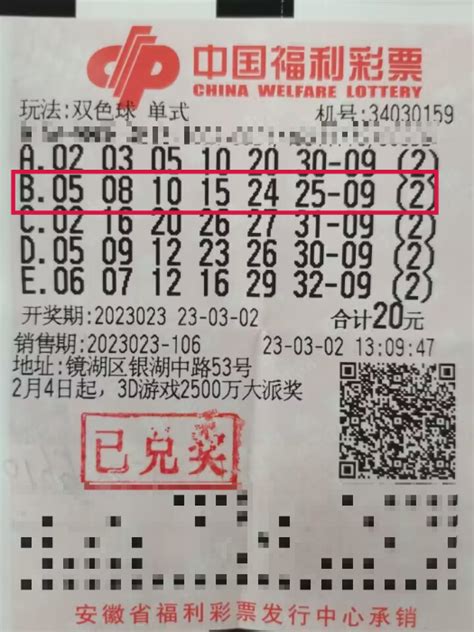 中国福利彩票
CHINA WELFARE LOTTERY
玩法:双色球 单式 机号:34030159
A.02 03 05 10 20 30-09 (2)
B.05 08 10 15 24 25-09 (2)
C.02 16 20 26 27 31-09 (2)
D.05 09 12 23 26 27-09 (2)
E.06 07 12 16 29 32-09 (2)
开奖期:2023023 23-03-02 合计20元
销售期:2023023-106 23-03-02 13:09:47
地址:镜湖区银湖中路53号
2月4日起，3D游戏2500万大派奖
已兑奖
安徽省福利彩票发行中心承销